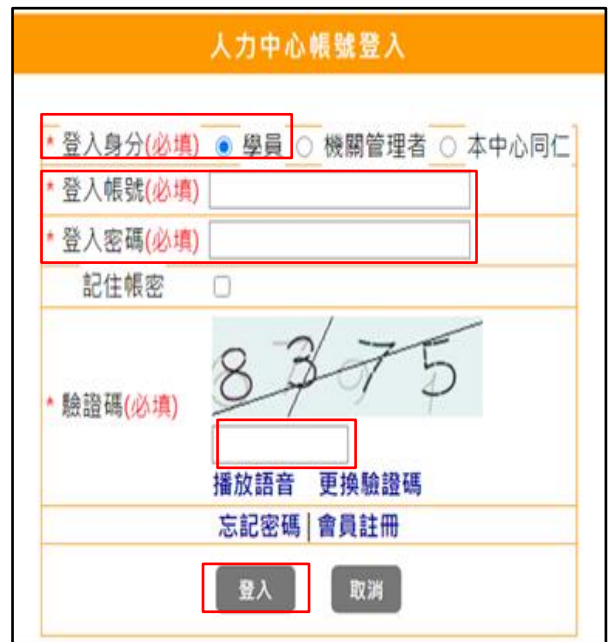 人力中心帳號登入
* 登入身分(必填) 學員 機關管理者 本中心同仁
* 登入帳號(必填)
* 登入密碼(必填)
記住帳密
8375
* 驗證碼(必填)
播放語音 更換驗證碼
忘記密碼|會員註冊
登入 取消